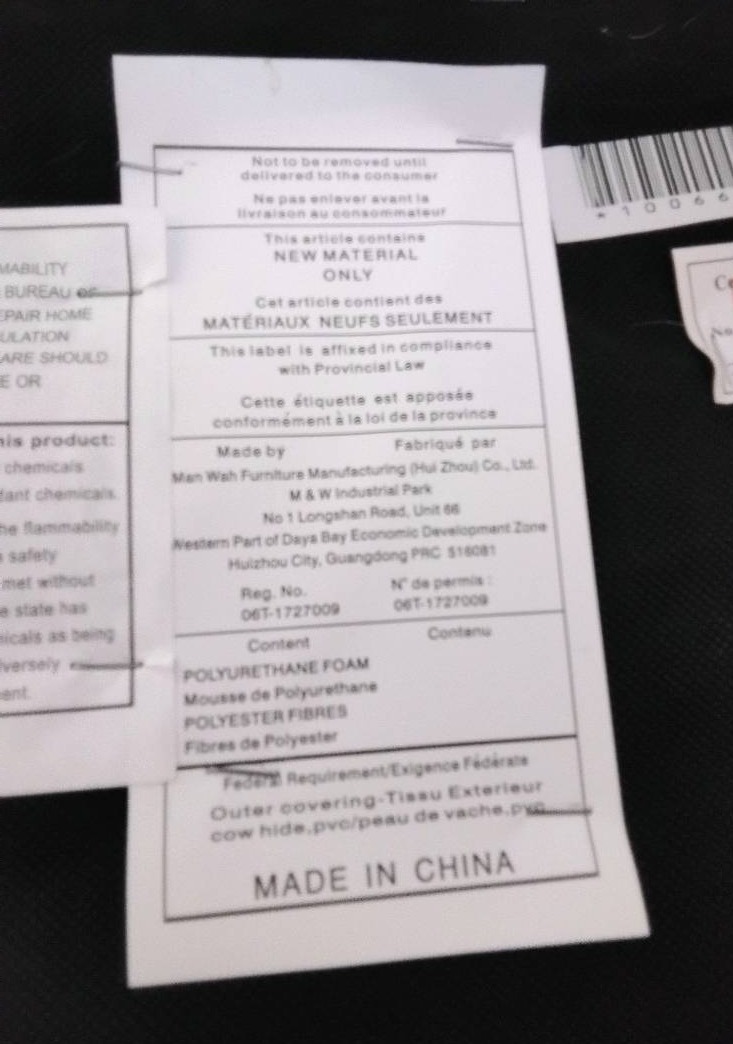 Not to be removed until
delivered to the consumer
Ne pas enlever avant la
livraison au consommateur
This article contains
NEW MATERIAL
ONLY
Cet article contient des
MATÉRIAUX NEUFS SEULEMENT
This label is affixed in compliance
with Provincial Law
Cette étiquette est apposée
conformément à la loi de la province
Made by Fabriqué par
Man Wah Furniture Manufacturing (Hui Zhou) Co., Ltd.
M & W Industrial Park
No 1 Longshan Road, Unit 66
Western Part of Daya Bay Economic Development Zone
Huizhou City, Guangdong PRC 516081
Reg. No. N° de permis :
06T-1727009 06T-1727009
Content Contenu
POLYURETHANE FOAM
Mousse de Polyurethane
POLYESTER FIBRES
Fibres de Polyester
Federal Requirement/Exigence Fédérale
Outer covering-Tissu Exterieur
cow hide,pvc/peau de vache,pvc
MADE IN CHINA
MABILITY
BUREAU OF
EPAIR HOME
ULATION
ARE SHOULD
E OR
his product:
chemicals
dant chemicals.
he flammability
safety
met without
e state has
micals as being
versely
ent.
*10066